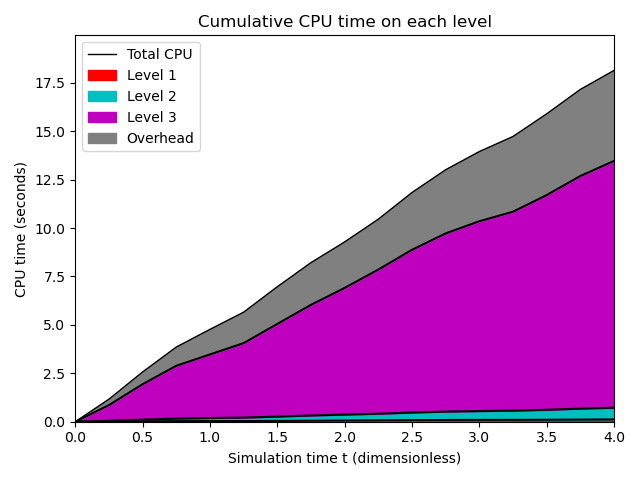 Cumulative CPU time on each level
Total CPU
Level 1
Level 2
Level 3
Overhead
CPU time (seconds)
17.5
15.0
12.5
10.0
7.5
5.0
2.5
0.0
0.0 0.5 1.0 1.5 2.0 2.5 3.0 3.5 4.0
Simulation time t (dimensionless)